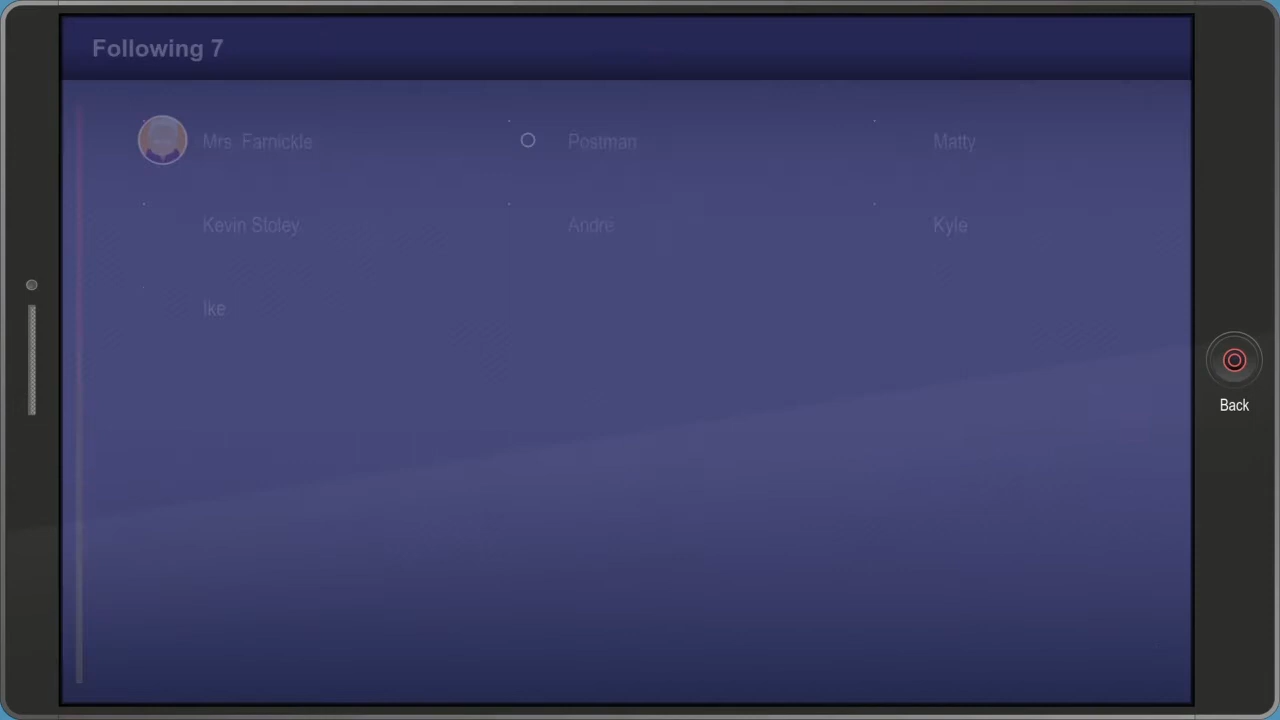 Following 7
Mrs. Farnickle
Postman
Matty
Kevin Stoley
Andre
Kyle
Ike
Back